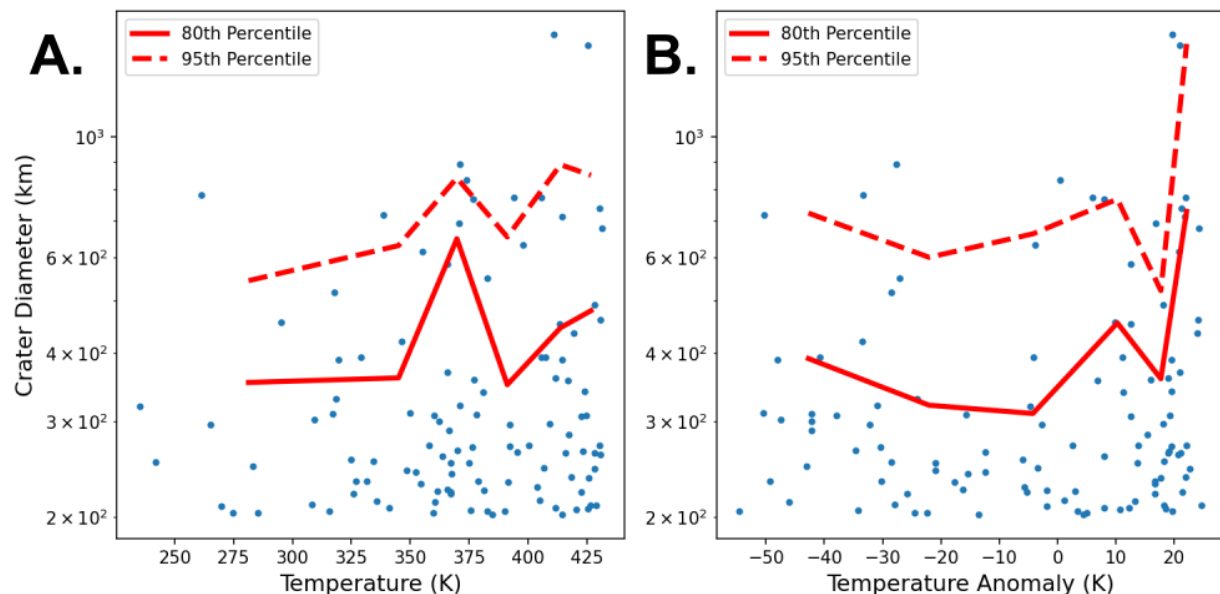 A.
80th Percentile
95th Percentile
Crater Diameter (km)
10³
6 × 10²
4 × 10²
3 × 10²
2 × 10²
250 275 300 325 350 375 400 425
Temperature (K)
B.
80th Percentile
95th Percentile
10³
6 × 10²
4 × 10²
3 × 10²
2 × 10²
−50 −40 −30 −20 −10 0 10 20
Temperature Anomaly (K)